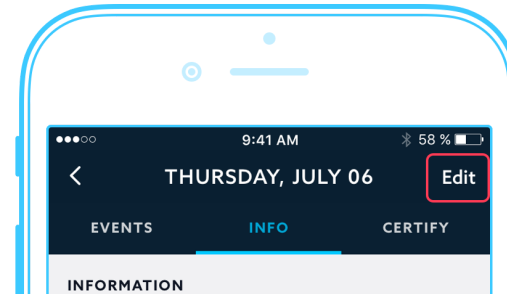 9:41 AM 58 %
THURSDAY, JULY 06 Edit
EVENTS INFO CERTIFY
INFORMATION